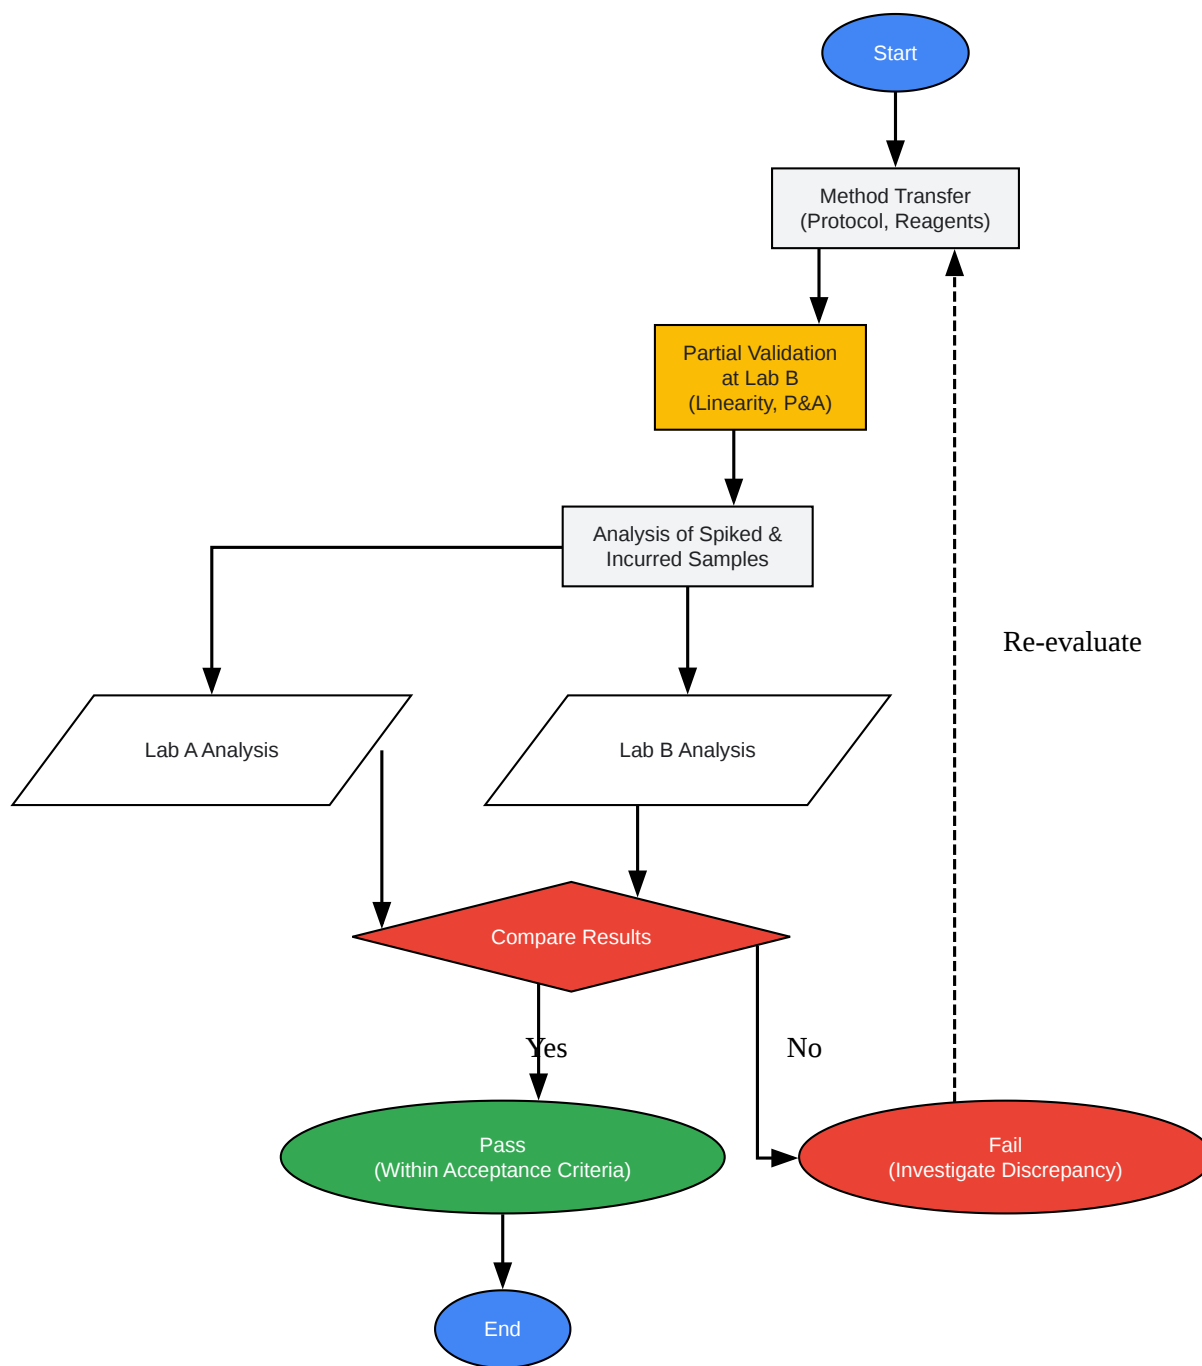 Start
Method Transfer
(Protocol, Reagents)
Partial Validation
at Lab B
(Linearity, P&A)
Analysis of Spiked &
Incurred Samples
Re-evaluate
Lab A Analysis
Lab B Analysis
Compare Results
Yes
No
Pass
(Within Acceptance Criteria)
Fail
(Investigate Discrepancy)
End